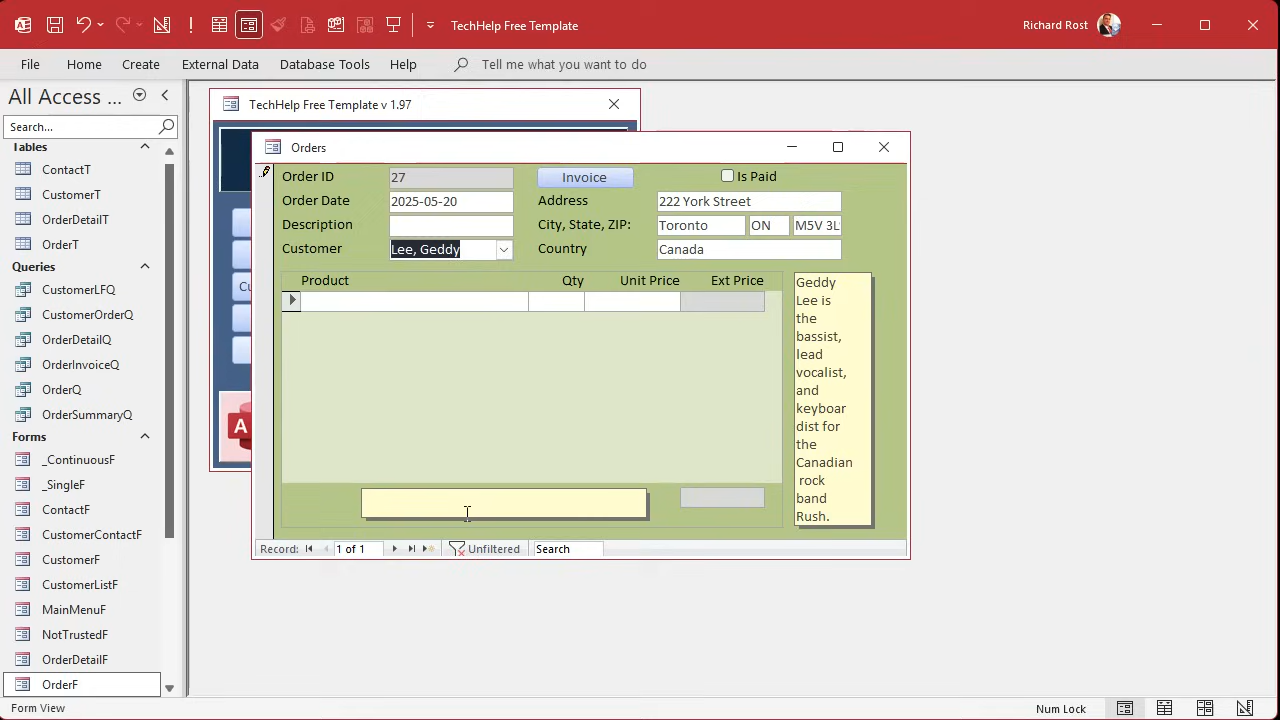 TechHelp Free Template
Richard Rost
File
Home
Create
External Data
Database Tools
Help
Tell me what you want to do
All Access ...
Search...
Tables
ContactT
CustomerT
OrderDetailT
OrderT
Queries
CustomerLFQ
CustomerOrderQ
OrderDetailQ
OrderInvoiceQ
OrderQ
OrderSummaryQ
Forms
_ContinuousF
_SingleF
ContactF
CustomerContactF
CustomerF
CustomerListF
MainMenuF
NotTrustedF
OrderDetailF
OrderF
TechHelp Free Template v 1.97
Cu
A
Orders
Order ID 27 Invoice Is Paid
Order Date 2025-05-20 Address 222 York Street
Description City, State, ZIP: Toronto ON M5V 3L
Customer Lee, Geddy Country Canada
Product Qty Unit Price Ext Price
Geddy
Lee is
the
bassist,
lead
vocalist,
and
keyboar
dist for
the
Canadian
rock
band
Rush.
Record: 1 of 1 Unfiltered Search
Form View
Num Lock